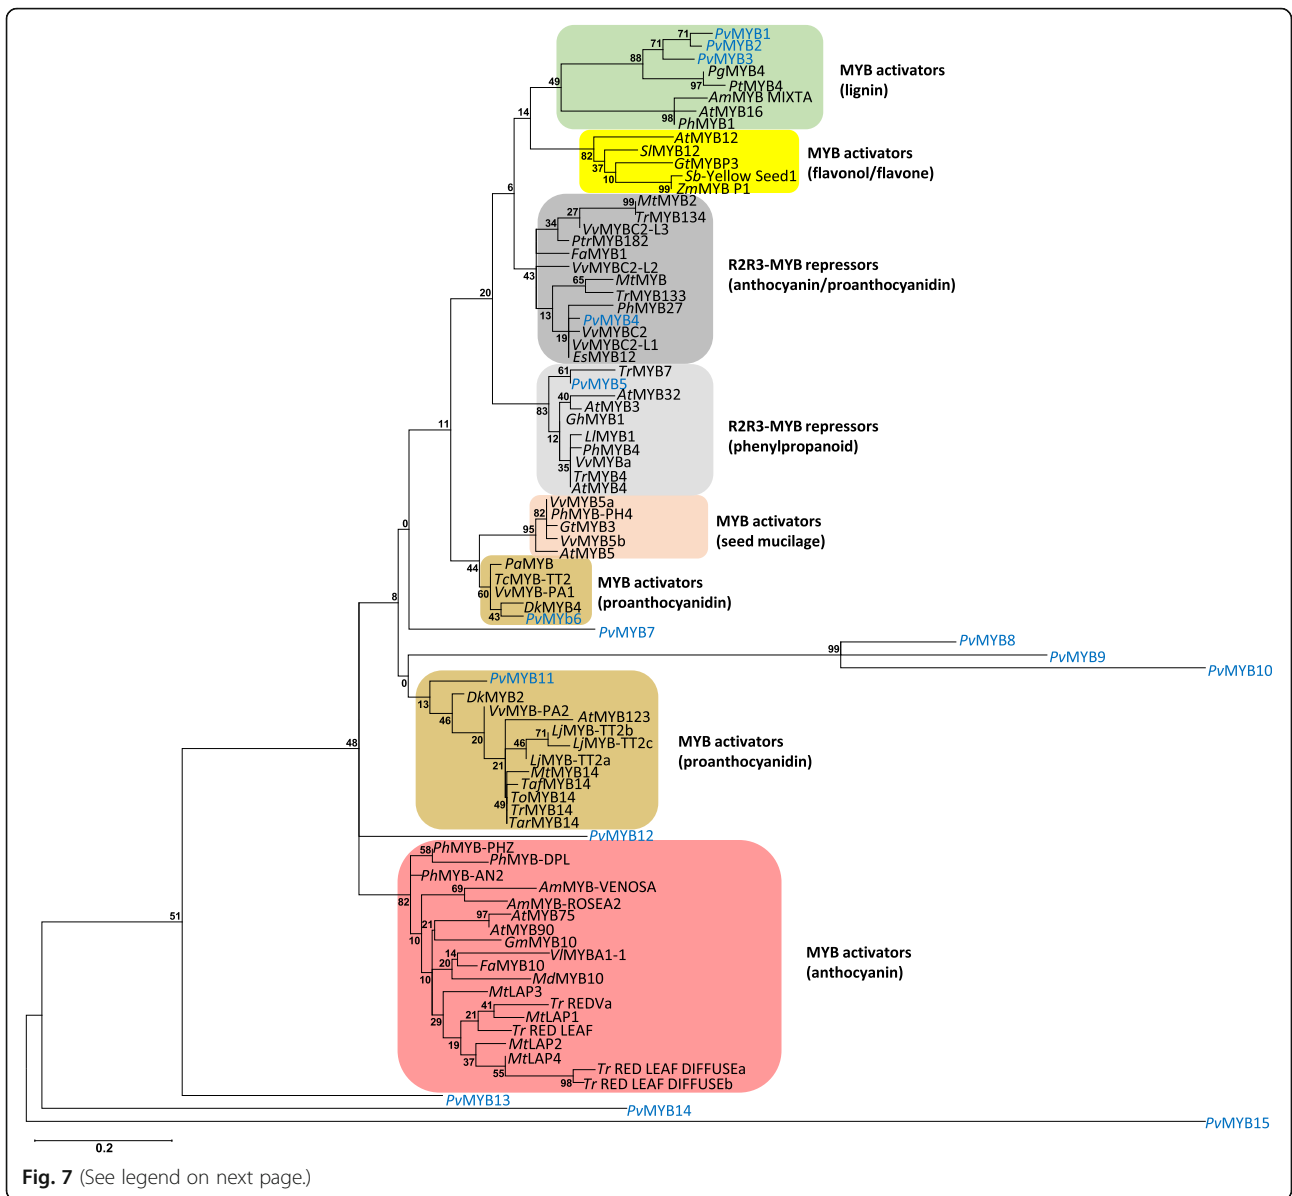 71 PvMYB1
71 PvMYB2
PvMYB3
88
PgMYB4
97 PtMYB4
49
AmMYB MIXTA
AtMYB16
98 PhMYB1
MYB activators
(lignin)
14
AtMYB12
82 SlMYB12
37 GtMYBP3
10 Sb-Yellow Seed1
99 ZmMYB P1
MYB activators
(flavonol/flavone)
6
99 MtMYB2
27 TrMYB134
34 VvMYBC2-L3
PtrMYB182
FaMYB1
VvMYBC2-L2
43
65 MtMYB
TrMYB133
13 PhMYB27
PvMYB4
19 VvMYBC2
VvMYBC2-L1
EsMYB12
R2R3-MYB repressors
(anthocyanin/proanthocyanidin)
20
61 TrMYB7
PvMYB5
83
40 AtMYB32
AtMYB3
GhMYB1
12
LlMYB1
PhMYB4
35 VvMYBa
TrMYB4
AtMYB4
R2R3-MYB repressors
(phenylpropanoid)
11
VvMYB5a
82 PhMYB-PH4
GtMYB3
95 VvMYB5b
AtMYB5
MYB activators
(seed mucilage)
44
PaMYB
TcMYB-TT2
60 VvMYB-PA1
DkMYB4
43 PvMYb6
MYB activators
(proanthocyanidin)
0
8
PvMYB7
99 PvMYB8
PvMYB9
PvMYB10
0
PvMYB11
13 DkMYB2
46 VvMYB-PA2
20 AtMYB123
71 LjMYB-TT2b
46 LjMYB-TT2c
21 LjMYB-TT2a
MtMYB14
TafMYB14
49 ToMYB14
TrMYB14
TarMYB14
MYB activators
(proanthocyanidin)
48
PvMYB12
58 PhMYB-PHZ
PhMYB-DPL
PhMYB-AN2
82
69 AmMYB-VENOSA
AmMYB-ROSEA2
10
97 AtMYB75
21 AtMYB90
GmMYB10
10
14 VlMYBA1-1
20 FaMYB10
MdMYB10
MtLAP3
29
41 Tr REDVa
21 MtLAP1
Tr RED LEAF
19 MtLAP2
37 MtLAP4
55 Tr RED LEAF DIFFUSEa
98 Tr RED LEAF DIFFUSEb
MYB activators
(anthocyanin)
51
PvMYB13
PvMYB14
PvMYB15
0.2
Fig. 7 (See legend on next page.)